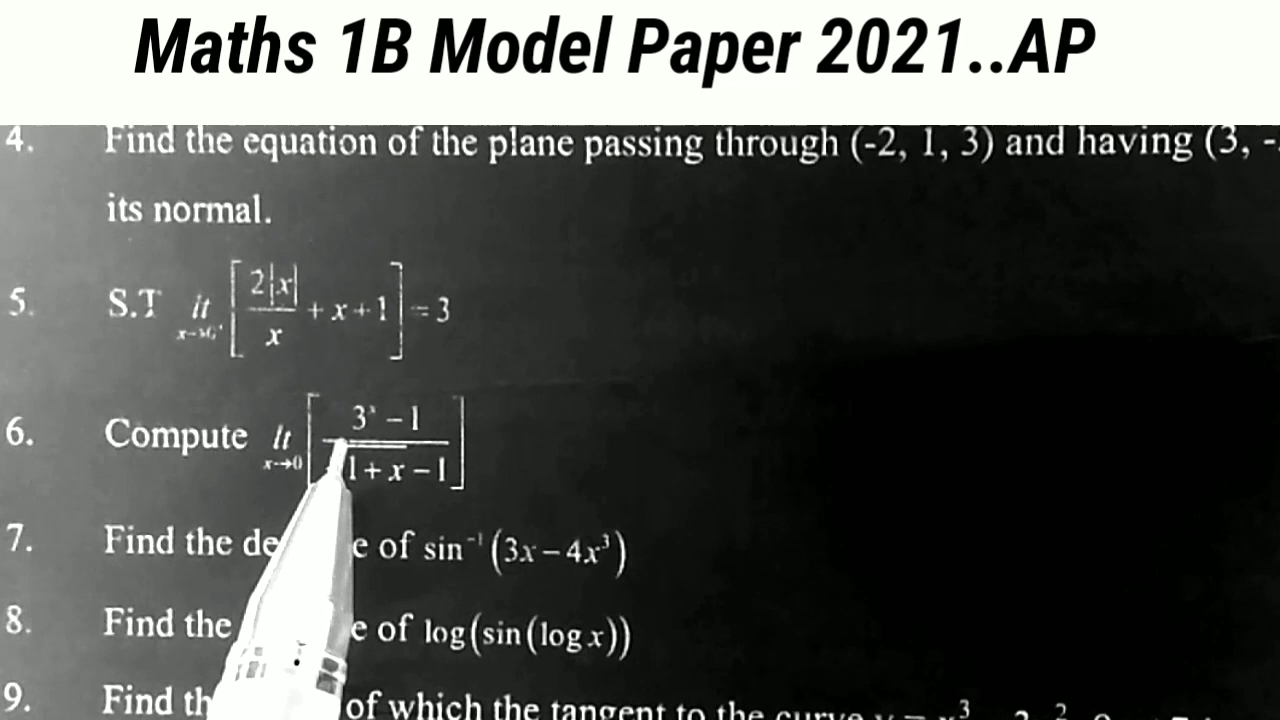 Maths 1B Model Paper 2021..AP
4. Find the equation of the plane passing through (-2, 1, 3) and having (3, -
its normal.
5. S.T lt x→0⁺ [2|x|/x + x + 1] = 3
6. Compute lt x→0 [(3ˣ - 1)/(√1 + x - 1)]
7. Find the de e of sin⁻¹(3x - 4x³)
8. Find the e of log(sin(log x))
9. Find th of which the tangent to the curve